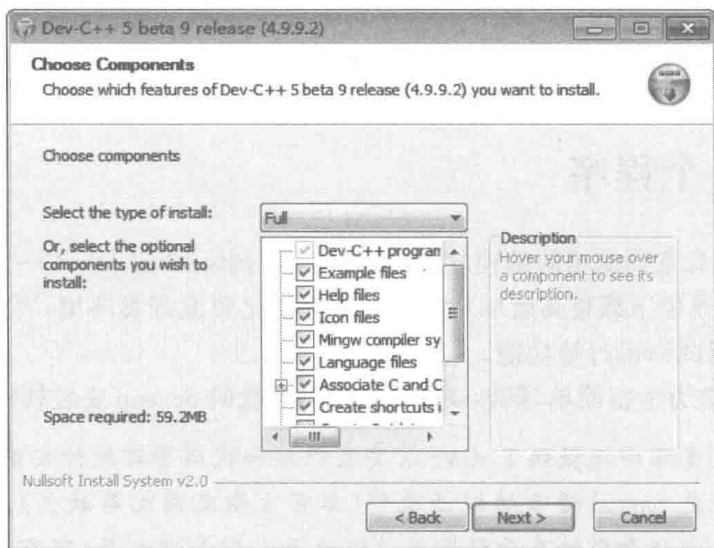 Dev-C++ 5 beta 9 release (4.9.9.2)
Choose Components
Choose which features of Dev-C++ 5 beta 9 release (4.9.9.2) you want to install.
Choose components
Select the type of install:
Full
Or, select the optional
components you wish to
install:
Dev-C++ program
Example files
Help files
Icon files
Mingw compiler sy
Language files
Associate C and C
Create shortcuts i
Description
Hover your mouse over
a component to see its
description.
Space required: 59.2MB
Nullsoft Install System v2.0
< Back
Next >
Cancel